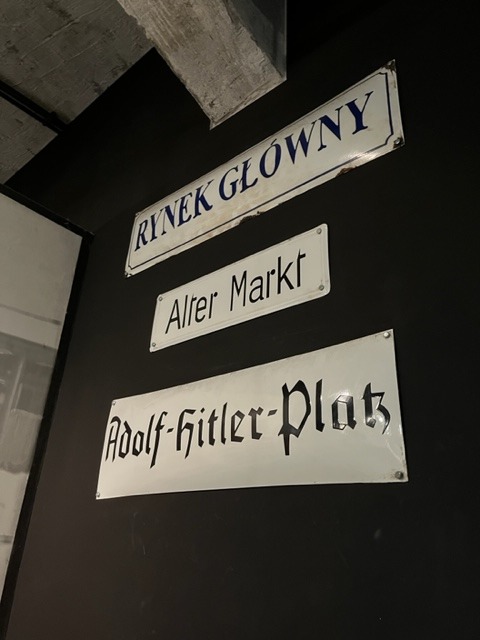 RYNEK GŁÓWNY
Alter Markt
Adolf-Hitler-Platz